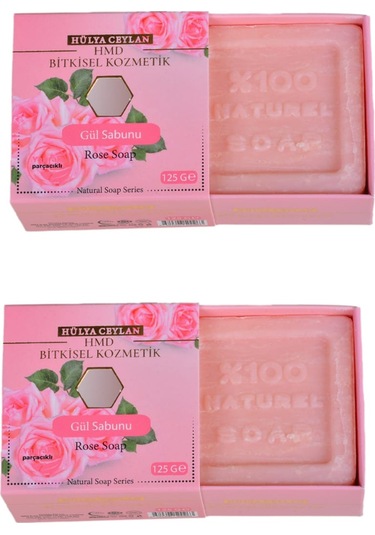 HÜLYA CEYLAN
HMD
BİTKİSEL KOZMETİK
Gül Sabunu
Rose Soap
parçacıklı
125 G e
Natural Soap Series
%100
NATUREL
SOAP
HÜLYA CEYLAN
HMD
BİTKİSEL KOZMETİK
Gül Sabunu
Rose Soap
parçacıklı
125 G e
Natural Soap Series
%100
NATUREL
SOAP